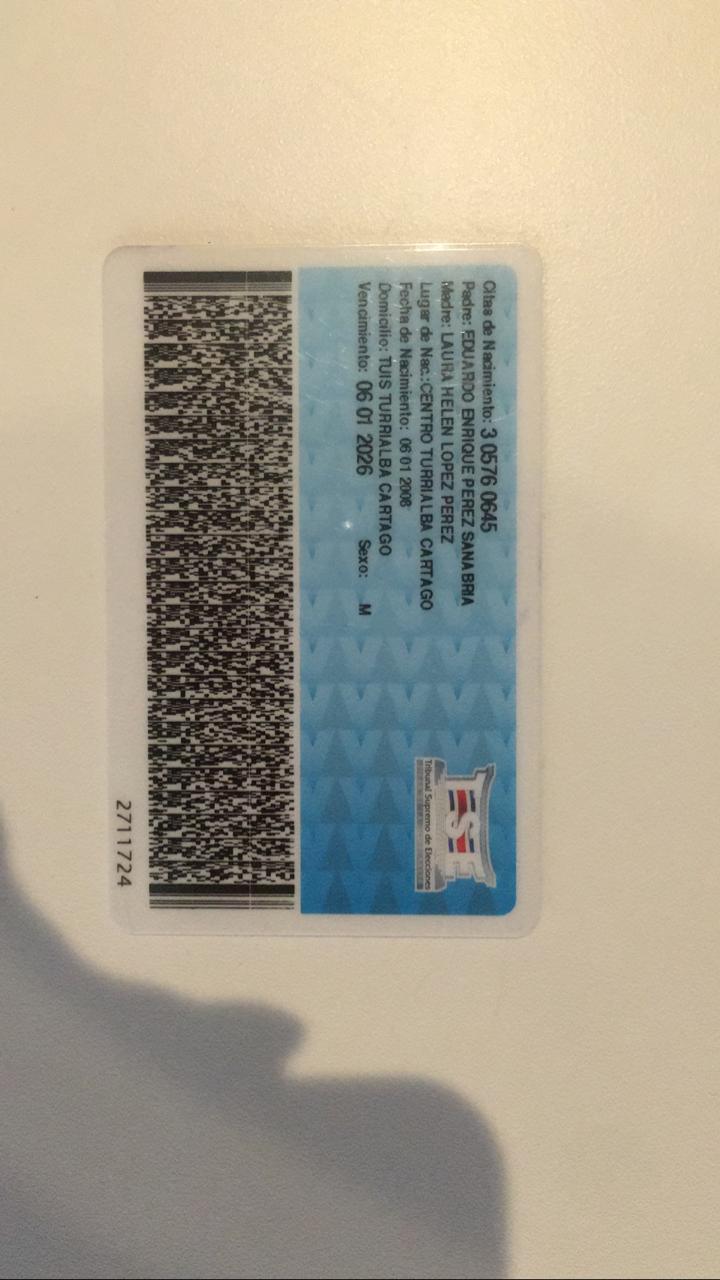 Citas de Nacimiento: 3 0576 0645
Padre: EDUARDO ENRIQUE PEREZ SANABRIA
Madre: LAURA HELEN LOPEZ PEREZ
Lugar de Nac.: CENTRO TURRIALBA CARTAGO
Fecha de Nacimiento: 06 01 2008
Domicilio: TUIS TURRIALBA CARTAGO
Vencimiento: 06 01 2026 Sexo: M
TSE
Tribunal Supremo de Elecciones
2711724